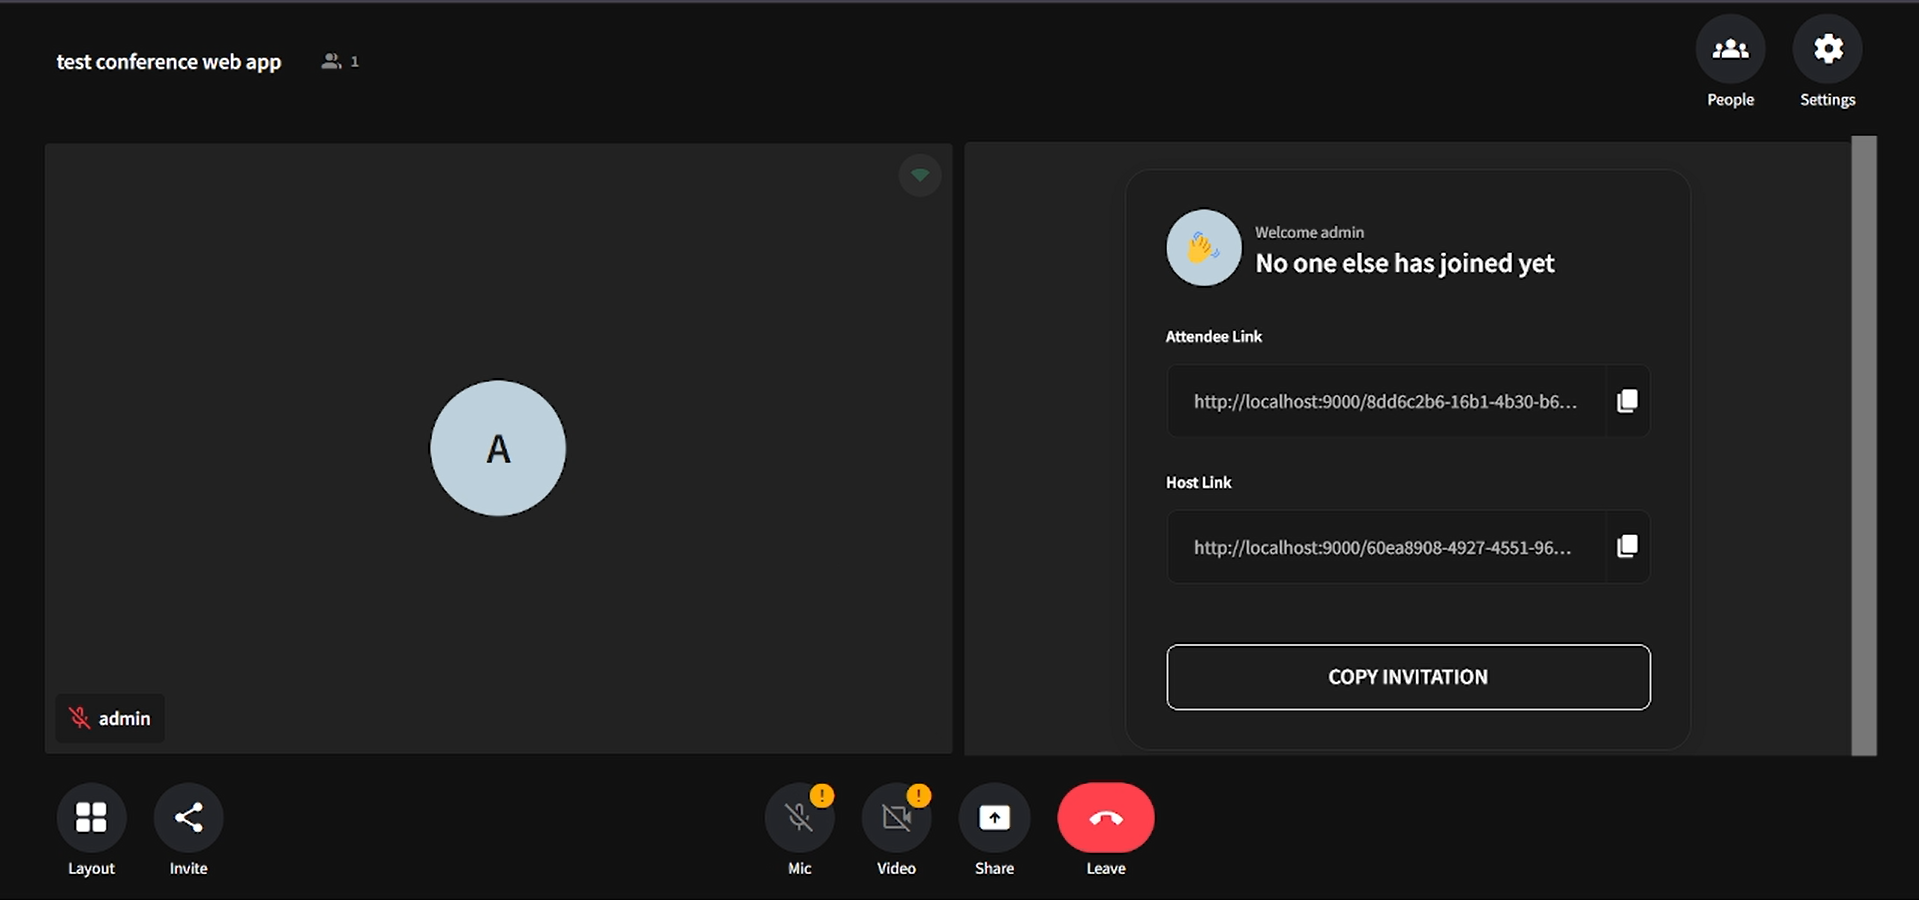 test conference web app
1
People
Settings
Welcome admin
No one else has joined yet
Attendee Link
http://localhost:9000/8dd6c2b6-16b1-4b30-b6...
Host Link
http://localhost:9000/60ea8908-4927-4551-96...
COPY INVITATION
A
admin
Layout
Invite
!
Mic
!
Video
Share
Leave